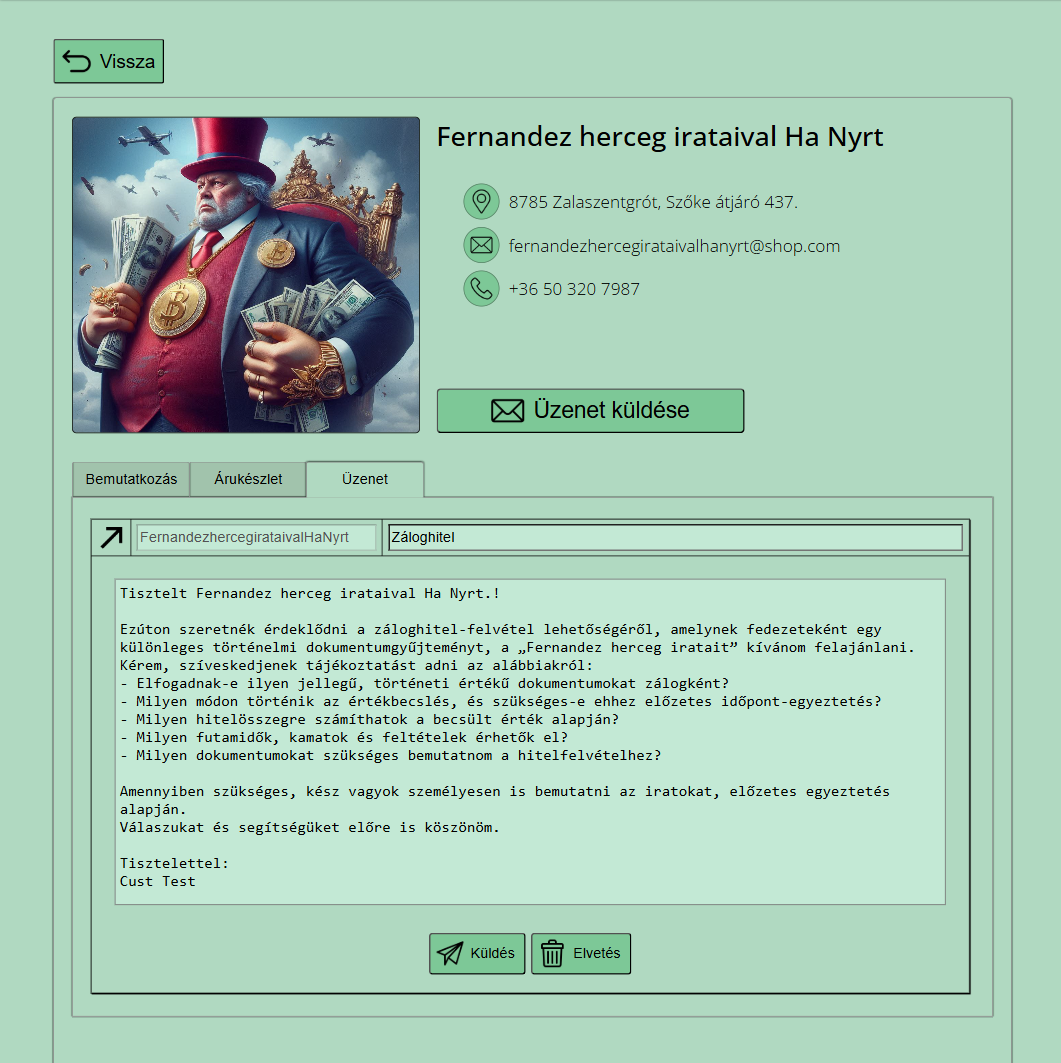 Vissza
Fernandez herceg irataival Ha Nyrt
8785 Zalaszentgrót, Szőke átjáró 437.
fernandezhercegirataivalhanyrt@shop.com
+36 50 320 7987
Üzenet küldése
Bemutatkozás Árukészlet Üzenet
FernandezhercegirataivalHaNyrt Záloghitel
Tisztelt Fernandez herceg irataival Ha Nyrt.!
Ezúton szeretnék érdeklődni a záloghitel-felvétel lehetőségéről, amelynek fedezeteként egy
különleges történelmi dokumentumgyűjteményt, a „Fernandez herceg iratait” kívánom felajánlani.
Kérem, szíveskedjenek tájékoztatást adni az alábbiakról:
- Elfogadnak-e ilyen jellegű, történeti értékű dokumentumokat zálogként?
- Milyen módon történik az értékbecslés, és szükséges-e ehhez előzetes időpont-egyeztetés?
- Milyen hitelösszegre számíthatok a becsült érték alapján?
- Milyen futamidők, kamatok és feltételek érhetők el?
- Milyen dokumentumokat szükséges bemutatnom a hitelfelvételhez?
Amennyiben szükséges, kész vagyok személyesen is bemutatni az iratokat, előzetes egyeztetés
alapján.
Válaszukat és segítségüket előre is köszönöm.
Tisztelettel:
Cust Test
Küldés Elvetés